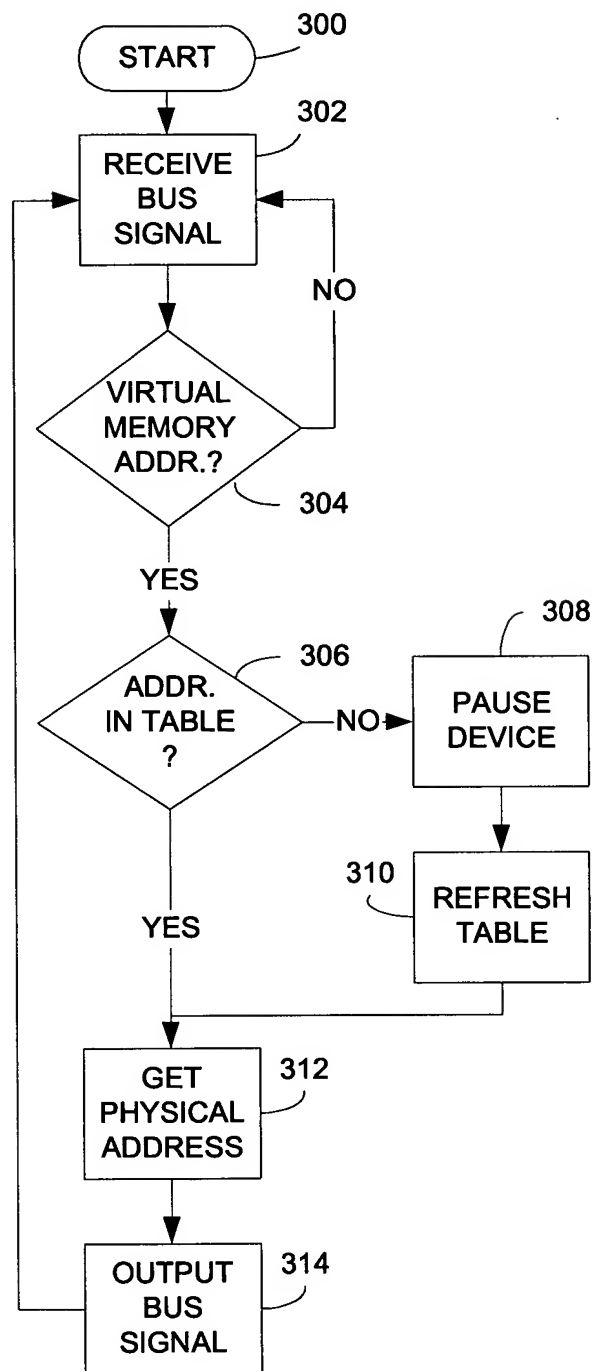 300
START
302
RECEIVE
BUS
SIGNAL
NO
VIRTUAL
MEMORY
ADDR.?
304
YES
306
308
ADDR.
IN TABLE
?
NO
PAUSE
DEVICE
310
REFRESH
TABLE
YES
GET
PHYSICAL
ADDRESS
312
OUTPUT
BUS
SIGNAL
314